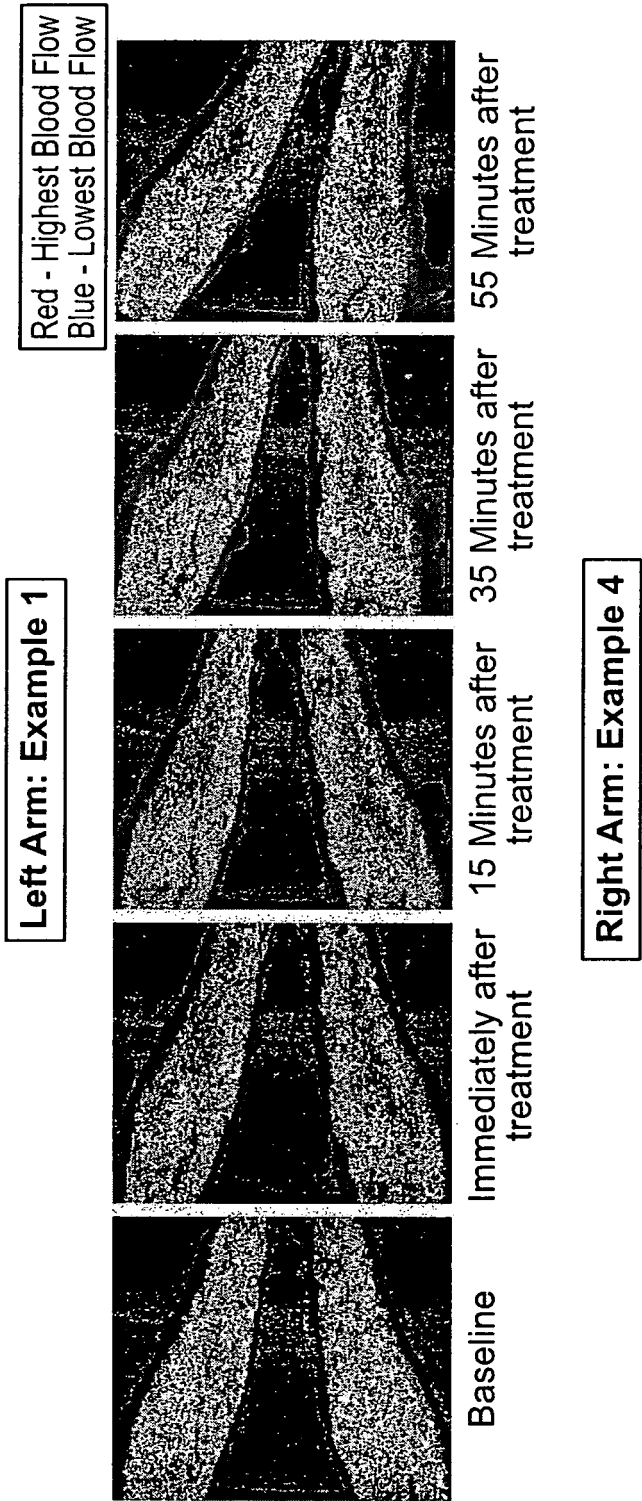 Left Arm: Example 1
Red - Highest Blood Flow
Blue - Lowest Blood Flow
Baseline
Immediately after
treatment
15 Minutes after
treatment
35 Minutes after
treatment
55 Minutes after
treatment
Right Arm: Example 4